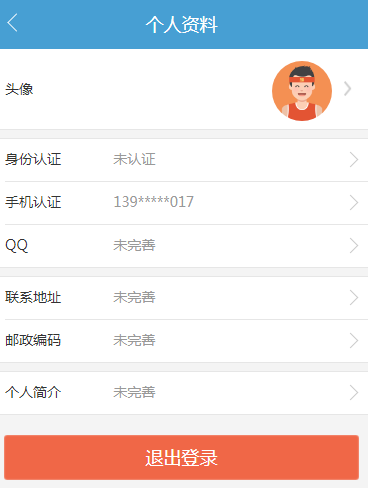 个人资料
头像
身份认证 未认证
手机认证 139*****017
QQ 未完善
联系地址 未完善
邮政编码 未完善
个人简介 未完善
退出登录